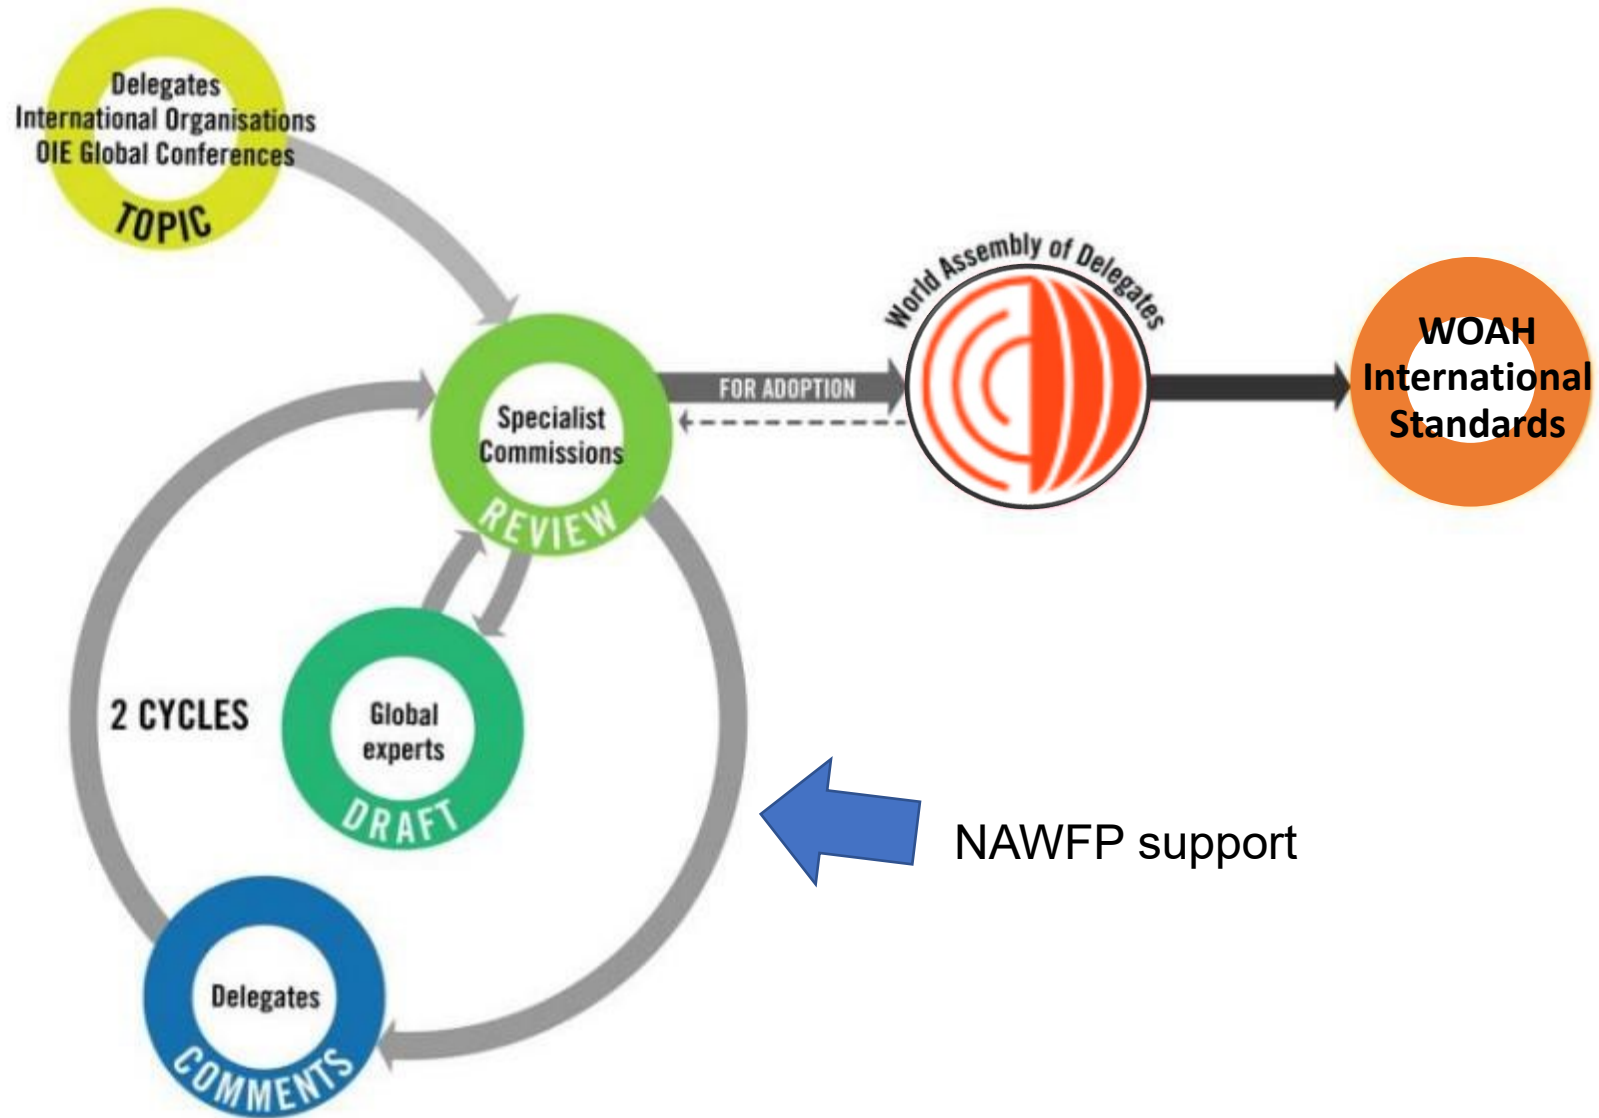 Delegates
International Organisations
OIE Global Conferences
TOPIC
World Assembly of Delegates
WOAH
International
Standards
FOR ADOPTION
Specialist
Commissions
REVIEW
2 CYCLES
Global
experts
DRAFT
NAWFP support
Delegates
COMMENTS